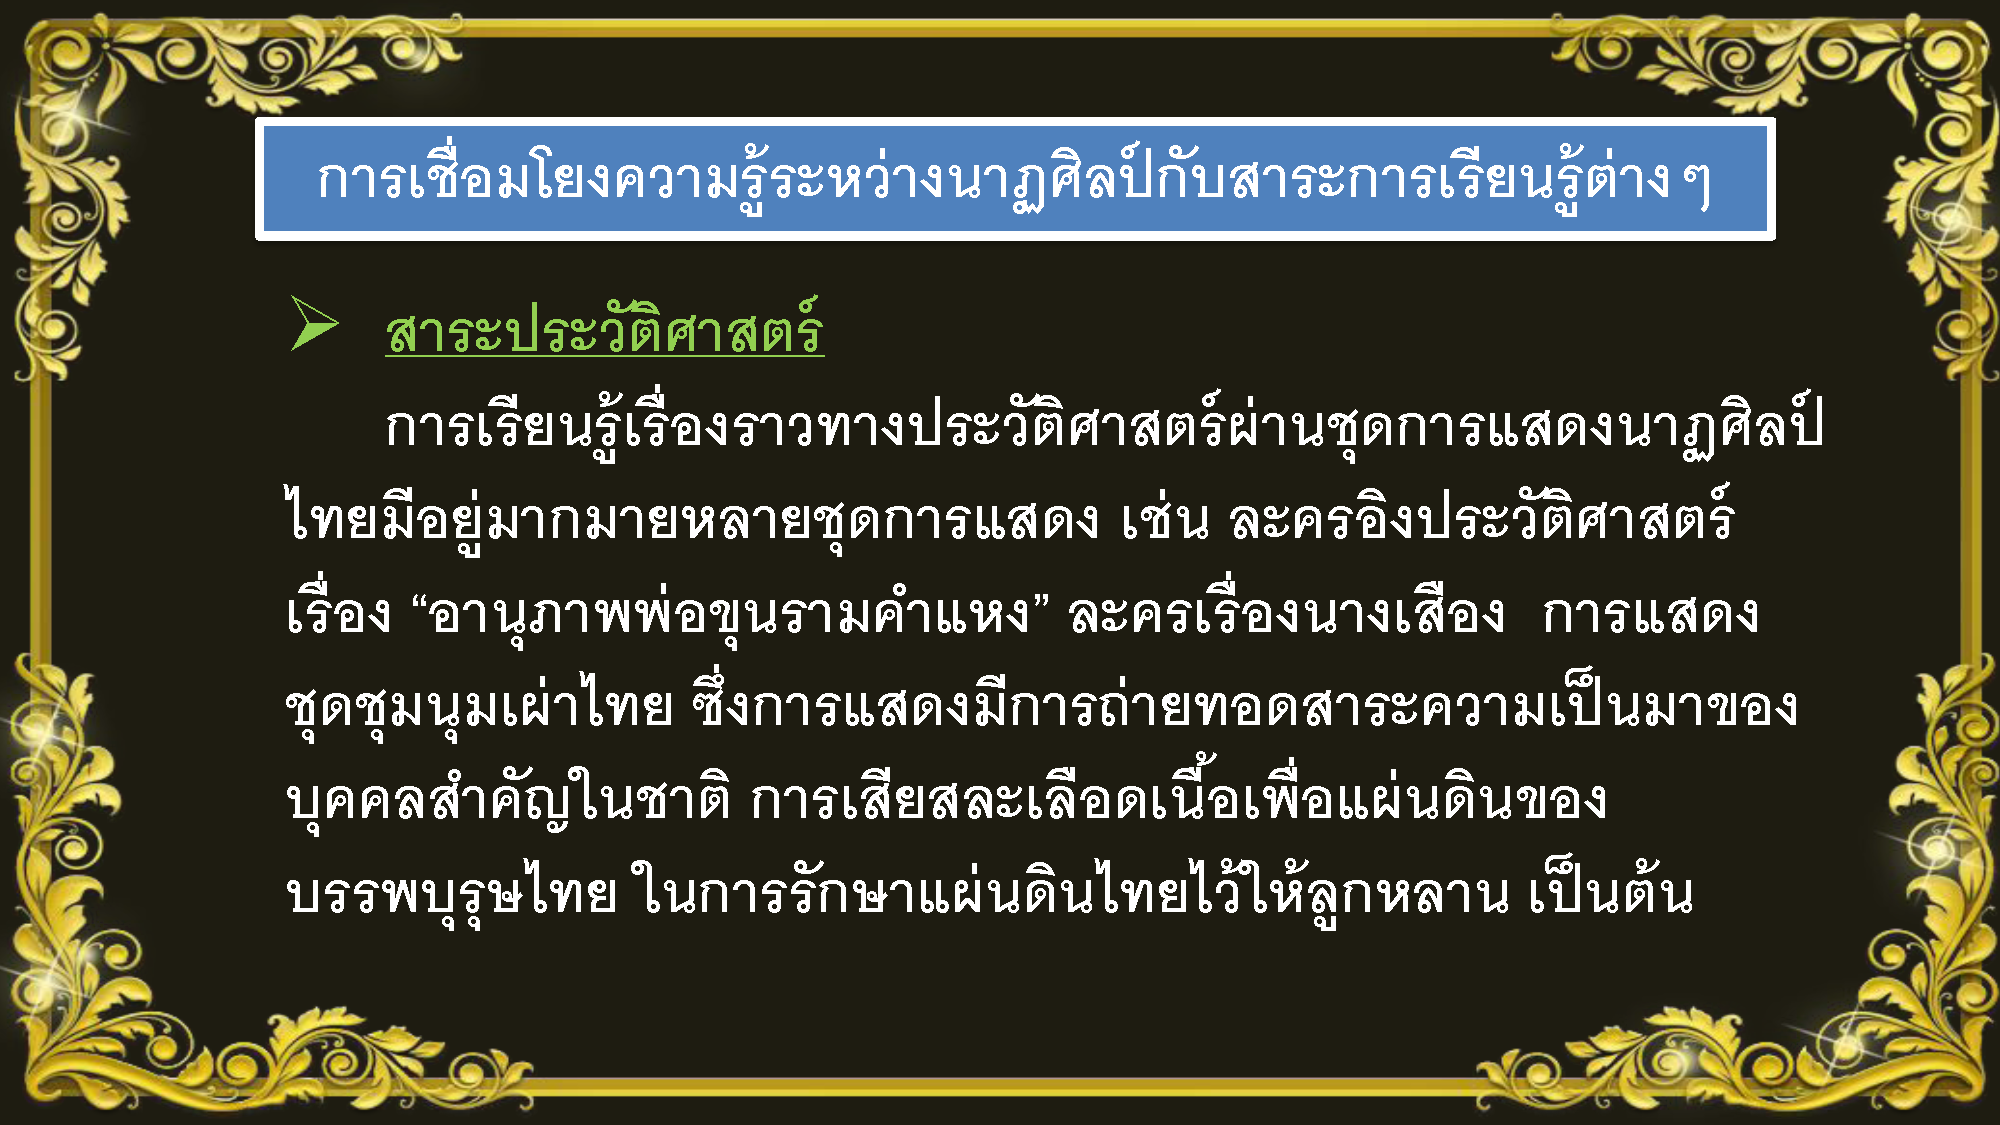 การเชื่อมโยงความรู้ระหว่างนาฏศิลป์กับสาระการเรียนรู้ต่าง ๆ
สาระประวัติศาสตร์
การเรียนรู้เรื่องราวทางประวัติศาสตร์ผ่านชุดการแสดงนาฏศิลป์
ไทยมีอยู่มากมายหลายชุดการแสดง เช่น ละครอิงประวัติศาสตร์
เรื่อง “อานุภาพพ่อขุนรามคำแหง” ละครเรื่องนางเสือง การแสดง
ชุดชุมนุมเผ่าไทย ซึ่งการแสดงมีการถ่ายทอดสาระความเป็นมาของ
บุคคลสำคัญในชาติ การเสียสละเลือดเนื้อเพื่อแผ่นดินของ
บรรพบุรุษไทย ในการรักษาแผ่นดินไทยไว้ให้ลูกหลาน เป็นต้น